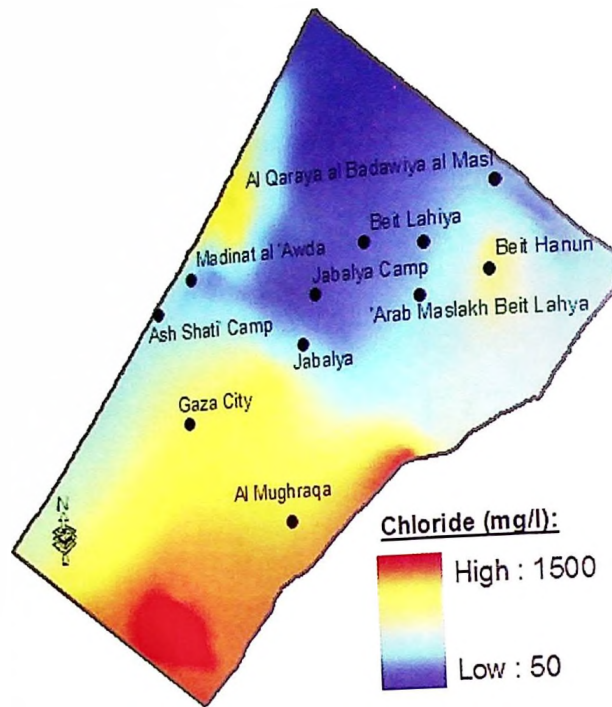 Al Qaraya al Badawiya al Masl
Beit Lahiya
Beit Hanun
Madinat al 'Awda
Jabalya Camp
'Arab Maslakh Beit Lahya
Ash Shati' Camp
Jabalya
Gaza City
Al Mughraqa
N
Chloride (mg/l):
High : 1500
Low : 50